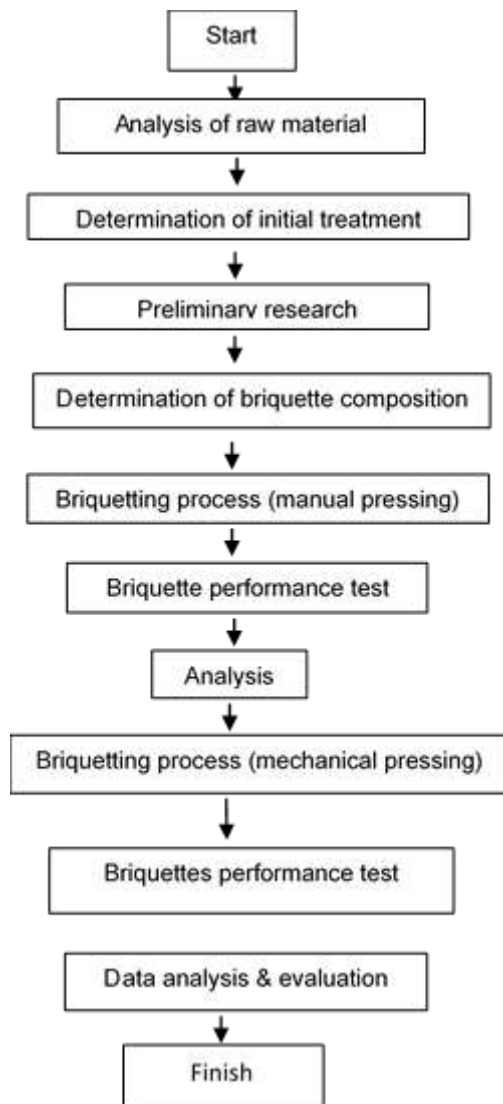 Start
Analysis of raw material
Determination of initial treatment
Preliminary research
Determination of briquette composition
Briquetting process (manual pressing)
Briquette performance test
Analysis
Briquetting process (mechanical pressing)
Briquettes performance test
Data analysis & evaluation
Finish